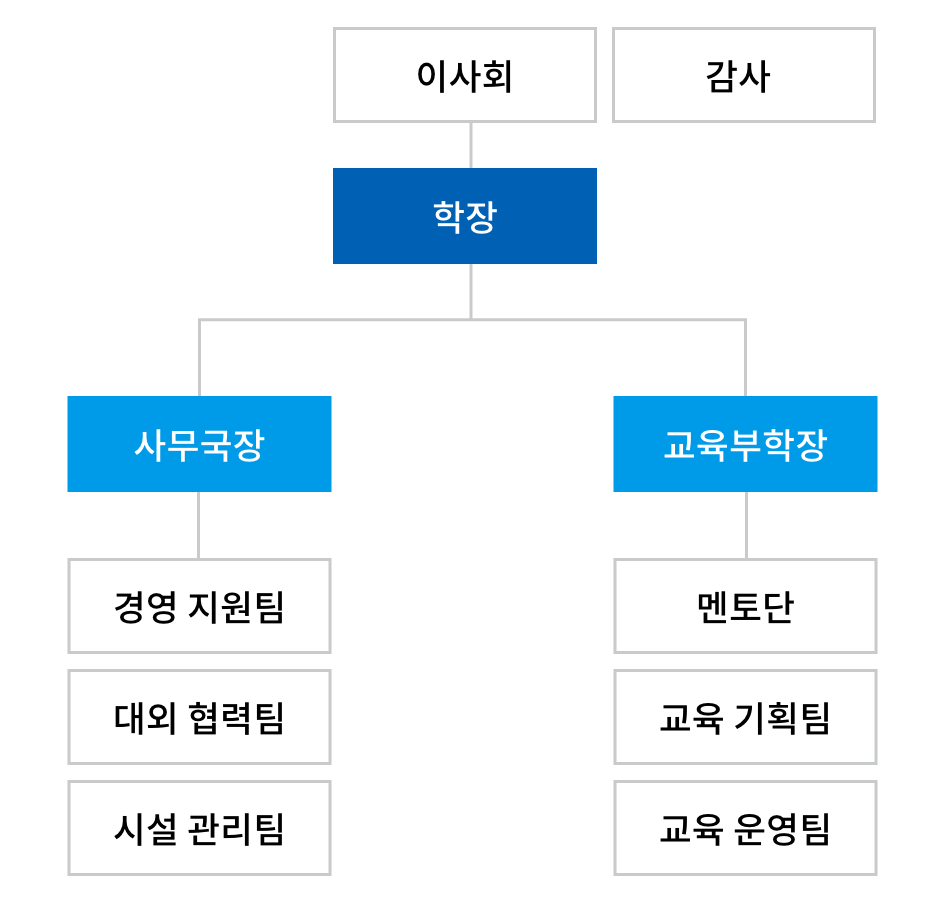 이사회
감사
학장
사무국장
교육부학장
경영 지원팀
멘토단
대외 협력팀
교육 기획팀
시설 관리팀
교육 운영팀